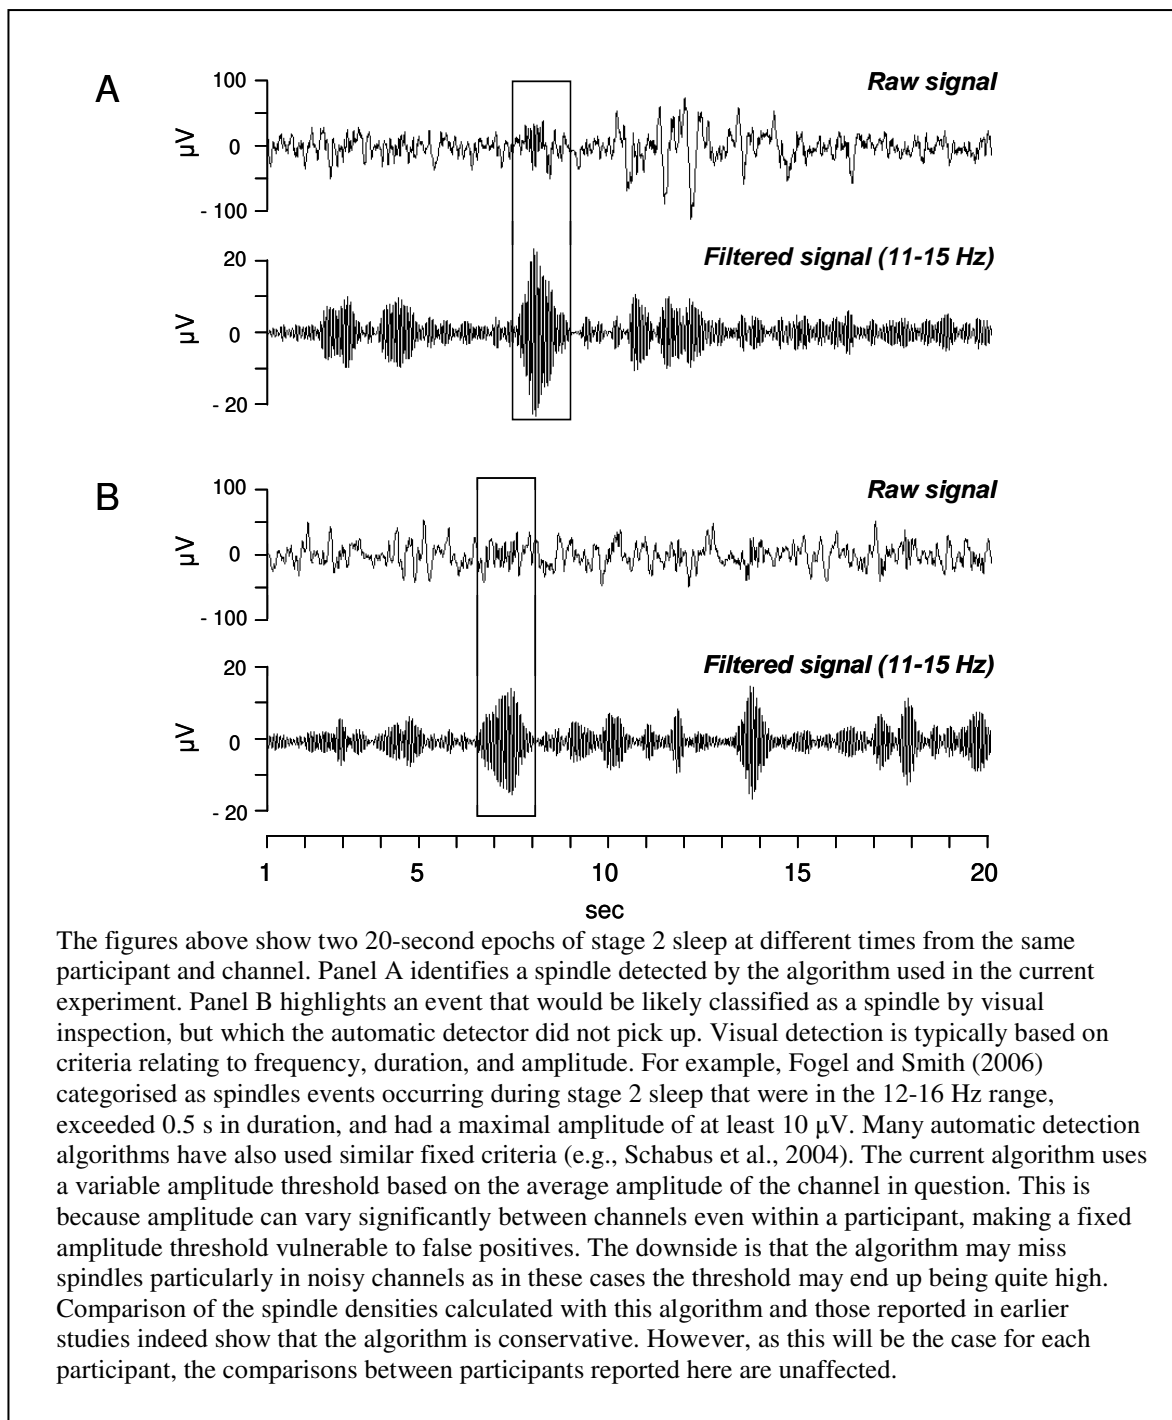 A
Raw signal
100
µV
0
- 100
Filtered signal (11-15 Hz)
20
µV
0
- 20
B
Raw signal
100
µV
0
- 100
Filtered signal (11-15 Hz)
20
µV
0
- 20
1 5 10 15 20
sec
The figures above show two 20-second epochs of stage 2 sleep at different times from the same
participant and channel. Panel A identifies a spindle detected by the algorithm used in the current
experiment. Panel B highlights an event that would be likely classified as a spindle by visual
inspection, but which the automatic detector did not pick up. Visual detection is typically based on
criteria relating to frequency, duration, and amplitude. For example, Fogel and Smith (2006)
categorised as spindles events occurring during stage 2 sleep that were in the 12-16 Hz range,
exceeded 0.5 s in duration, and had a maximal amplitude of at least 10 µV. Many automatic detection
algorithms have also used similar fixed criteria (e.g., Schabus et al., 2004). The current algorithm uses
a variable amplitude threshold based on the average amplitude of the channel in question. This is
because amplitude can vary significantly between channels even within a participant, making a fixed
amplitude threshold vulnerable to false positives. The downside is that the algorithm may miss
spindles particularly in noisy channels as in these cases the threshold may end up being quite high.
Comparison of the spindle densities calculated with this algorithm and those reported in earlier
studies indeed show that the algorithm is conservative. However, as this will be the case for each
participant, the comparisons between participants reported here are unaffected.